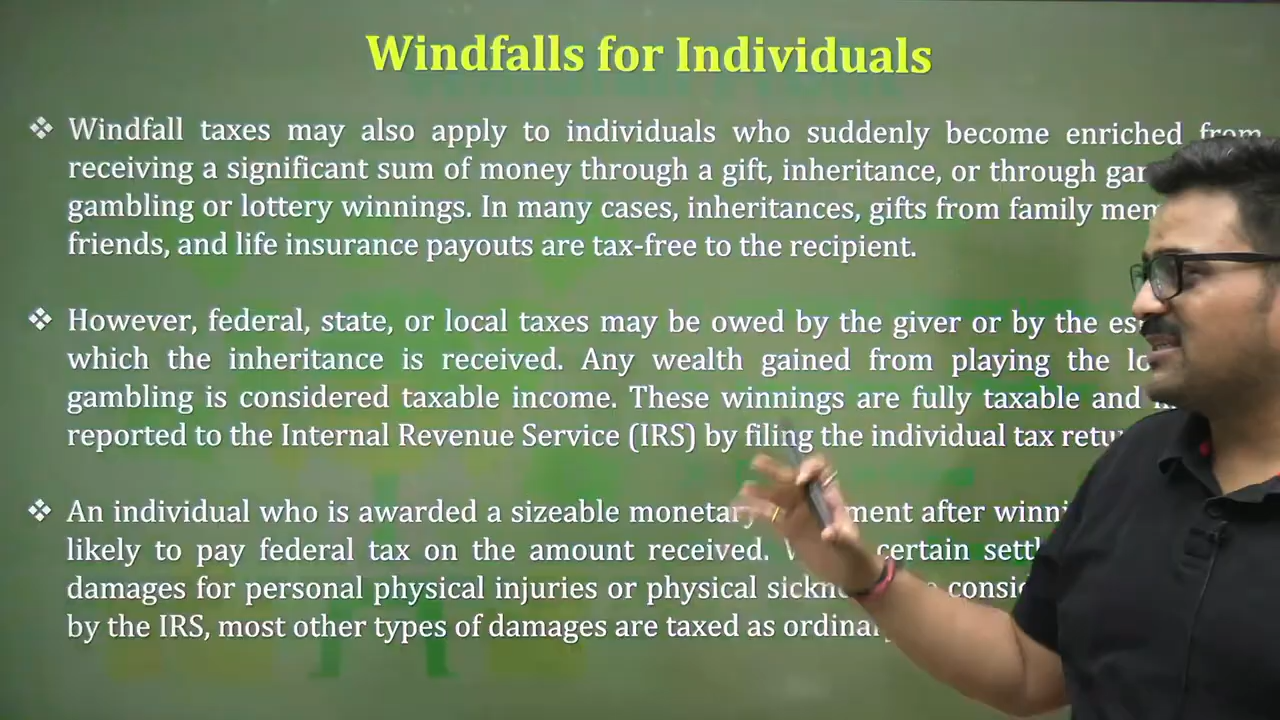 Windfalls for Individuals
❖ Windfall taxes may also apply to individuals who suddenly become enriched from
receiving a significant sum of money through a gift, inheritance, or through
gambling or lottery winnings. In many cases, inheritances, gifts from family
friends, and life insurance payouts are tax-free to the recipient.
❖ However, federal, state, or local taxes may be owed by the giver or by the
which the inheritance is received. Any wealth gained from playing the
gambling is considered taxable income. These winnings are fully taxable and
reported to the Internal Revenue Service (IRS) by filing the individual tax
❖ An individual who is awarded a sizeable monetary after
likely to pay federal tax on the amount received. certain
damages for personal physical injuries or physical
by the IRS, most other types of damages are taxed as